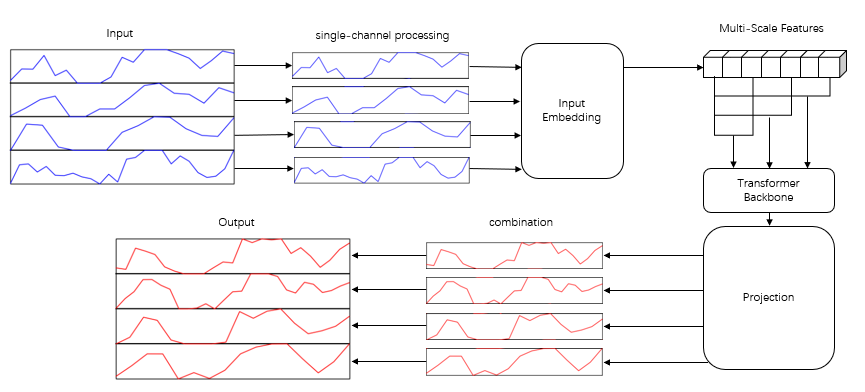 Input
single-channel processing
Multi-Scale Features
Input
Embedding
Transformer
Backbone
Output
combination
Projection